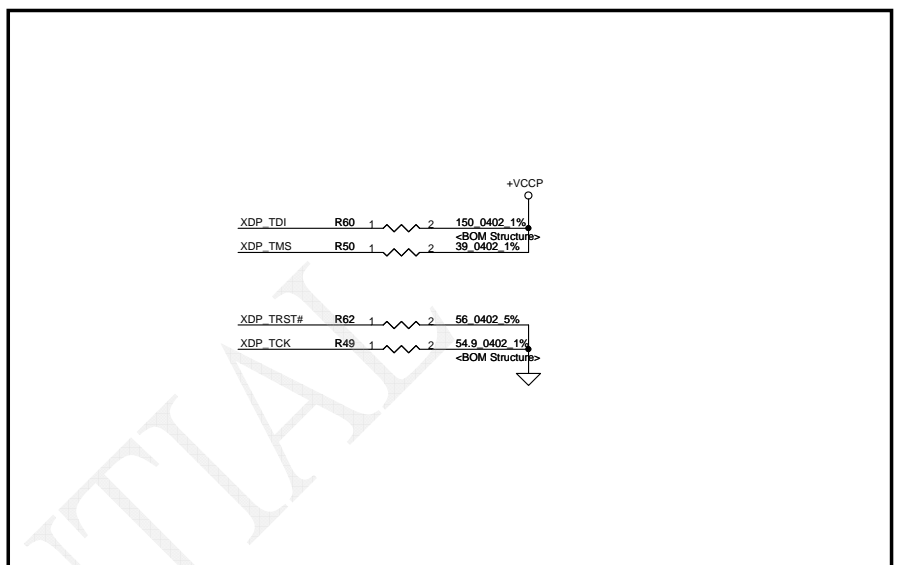 +VCCP
XDP_TDI R60 1 2 150_0402_1%
<BOM Structure>
XDP_TMS R50 1 2 39_0402_1%
XDP_TRST# R62 1 2 56_0402_5%
XDP_TCK R49 1 2 54.9_0402_1%
<BOM Structure>
NTIAL